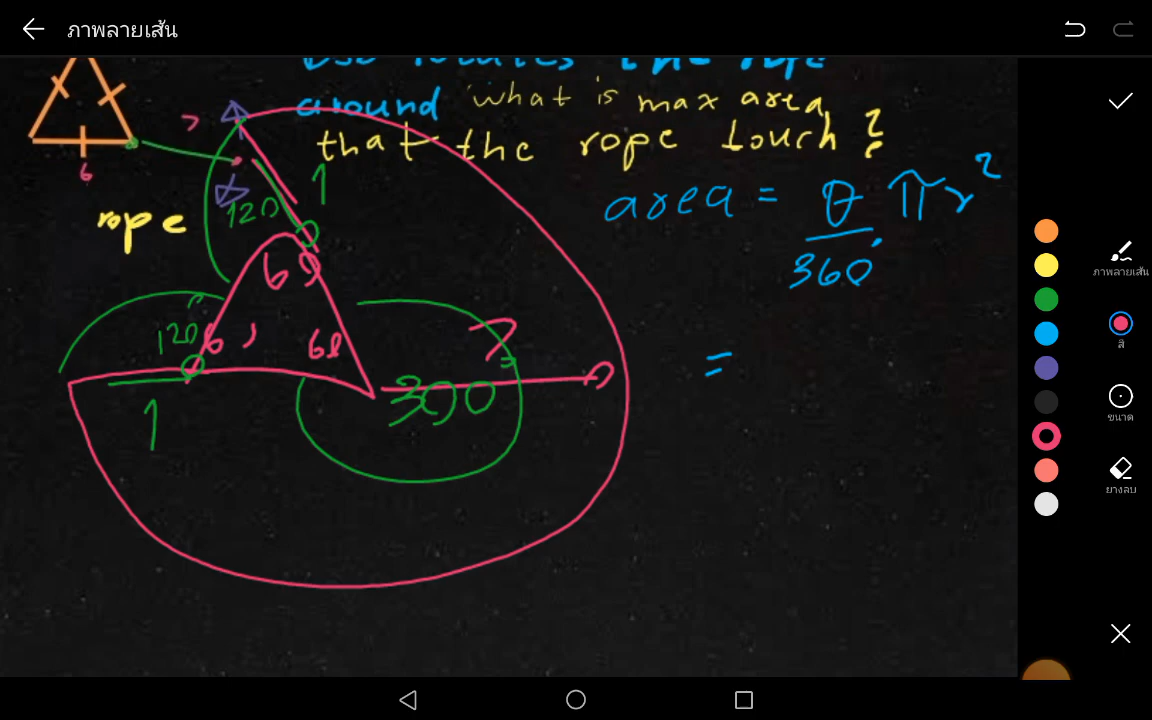 ภาพลายเส้น
around what is max area
that the rope touch ?
6
7
1
120
rope
area = θ/360° πr²
60
120
60
60
7
300
=
1
ภาพลายเส้น
สี
ขนาด
ยางลบ